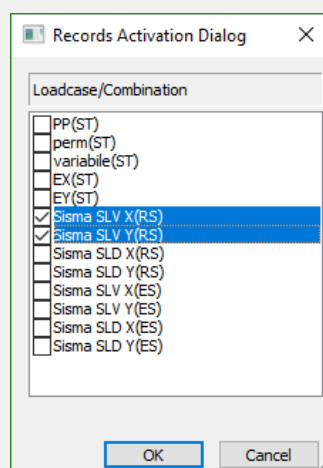 Records Activation Dialog
Loadcase/Combination
PP(ST)
perm(ST)
variabile(ST)
EX(ST)
EY(ST)
Sisma SLV X(RS)
Sisma SLV Y(RS)
Sisma SLD X(RS)
Sisma SLD Y(RS)
Sisma SLV X(ES)
Sisma SLV Y(ES)
Sisma SLD X(ES)
Sisma SLD Y(ES)
OK Cancel